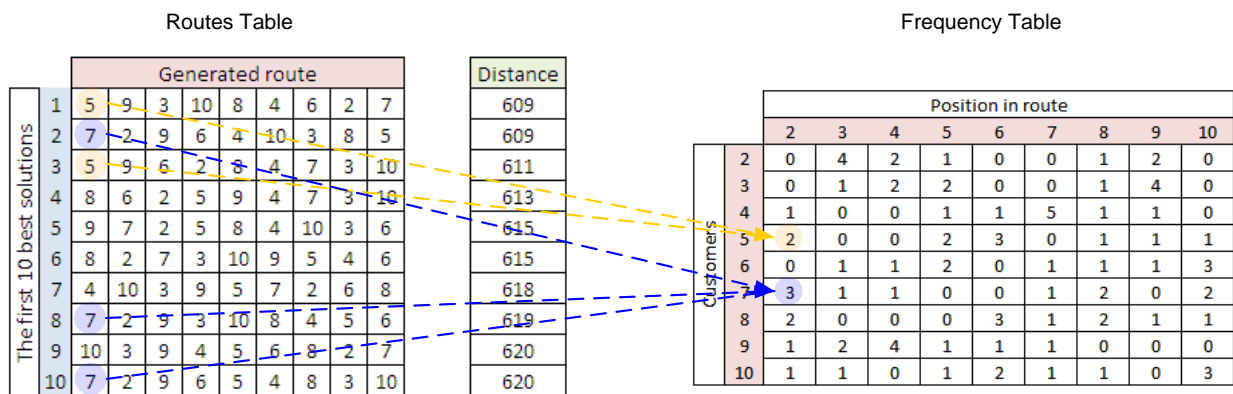 Routes Table
Frequency Table
Generated route
Distance
The first 10 best solutions
1 5 9 3 10 8 4 6 2 7 609
2 7 2 9 6 4 10 3 8 5 609
3 5 9 6 2 8 4 7 3 10 611
4 8 6 2 5 9 4 7 3 10 613
5 9 7 2 5 8 4 10 3 6 615
6 8 2 7 3 10 9 5 4 6 615
7 4 10 3 9 5 7 2 6 8 618
8 7 2 9 3 10 8 4 5 6 619
9 10 3 9 4 5 6 8 2 7 620
10 7 2 9 6 5 4 8 3 10 620
Position in route
2 3 4 5 6 7 8 9 10
Customers
2 0 4 2 1 0 0 1 2 0
3 0 1 2 2 0 0 1 4 0
4 1 0 0 1 1 5 1 1 0
5 2 0 0 2 3 0 1 1 1
6 0 1 1 2 0 1 1 1 3
7 3 1 1 0 0 1 2 0 2
8 2 0 0 0 3 1 2 1 1
9 1 2 4 1 1 1 0 0 0
10 1 1 0 1 2 1 1 0 3